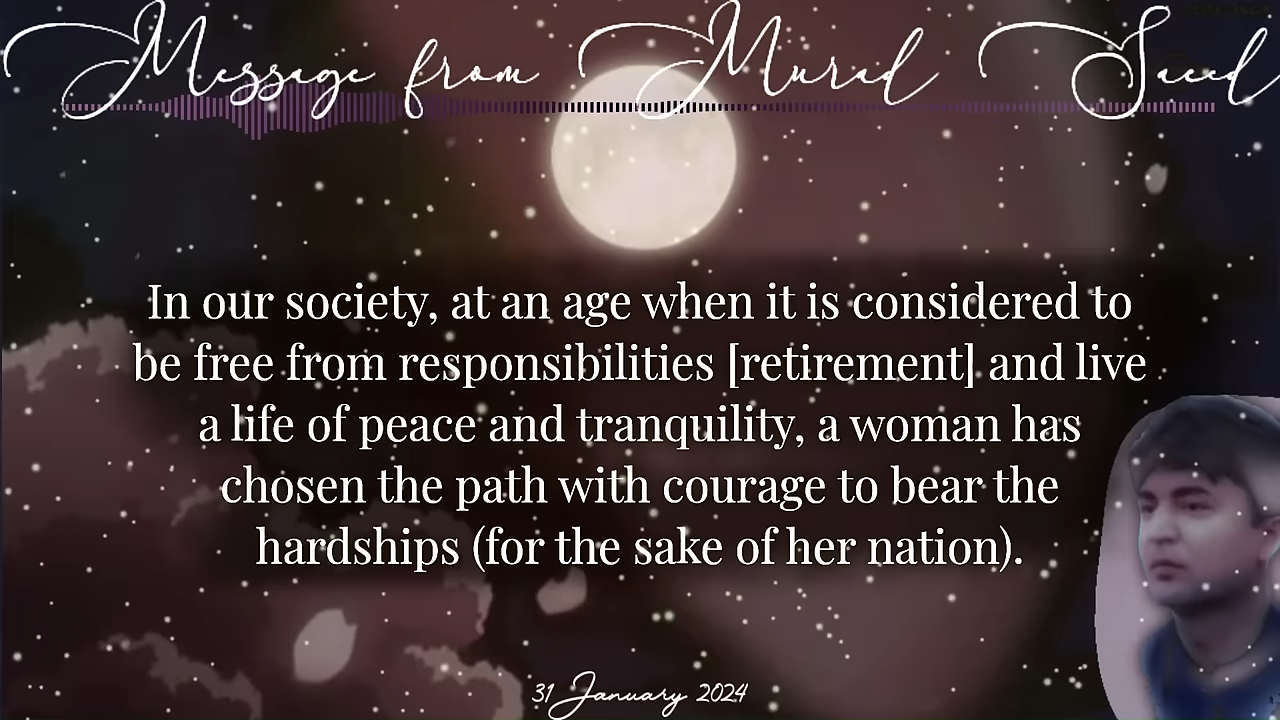 Message from Murad Saeed
In our society, at an age when it is considered to
be free from responsibilities [retirement] and live
a life of peace and tranquility, a woman has
chosen the path with courage to bear the
hardships (for the sake of her nation).
31 January 2024